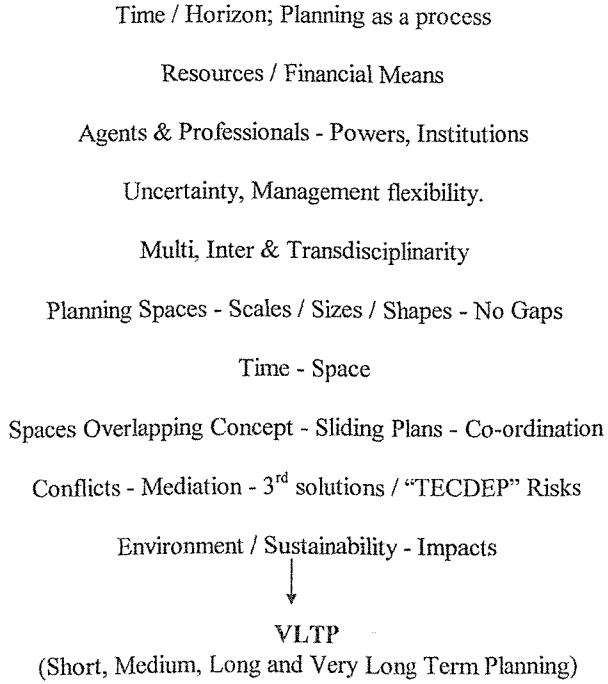 Time / Horizon; Planning as a process
Resources / Financial Means
Agents & Professionals - Powers, Institutions
Uncertainty, Management flexibility.
Multi, Inter & Transdisciplinarity
Planning Spaces - Scales / Sizes / Shapes - No Gaps
Time - Space
Spaces Overlapping Concept - Sliding Plans - Co-ordination
Conflicts - Mediation - 3rd solutions / “TECDEP” Risks
Environment / Sustainability - Impacts
VLTP
(Short, Medium, Long and Very Long Term Planning)